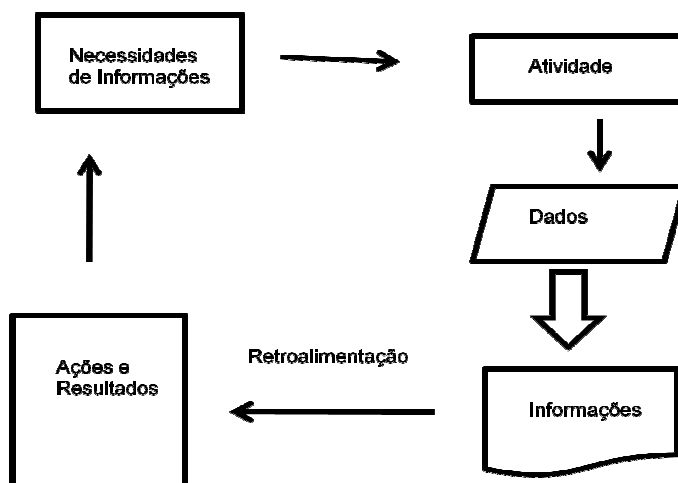 Necessidades
de Informações
Atividade
Dados
Informações
Retroalimentação
Ações e
Resultados